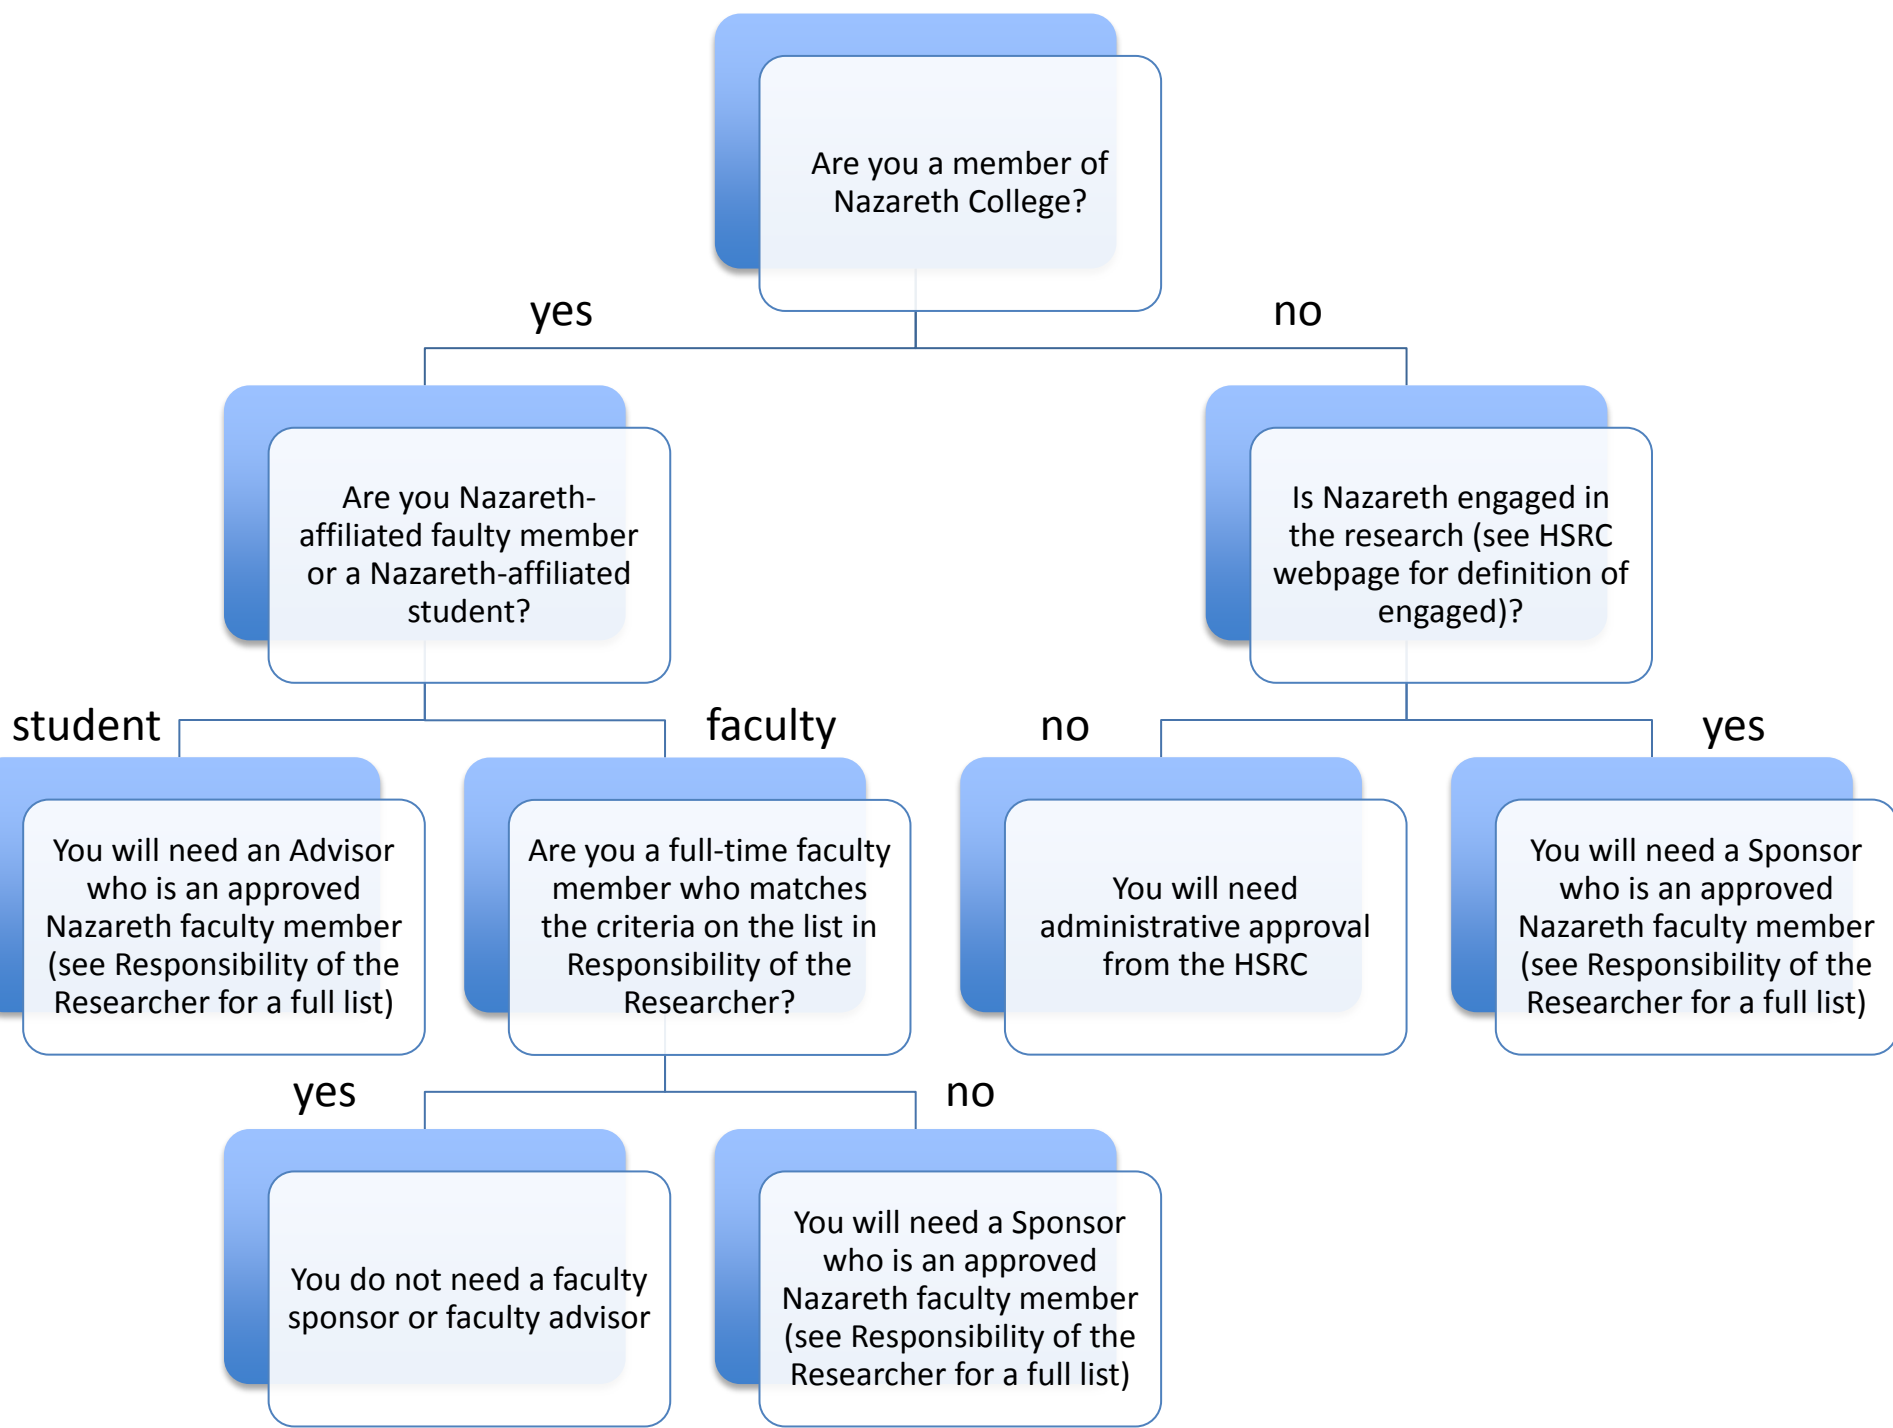 Are you a member of
Nazareth College?
yes
no
Are you Nazareth-
affiliated faulty member
or a Nazareth-affiliated
student?
Is Nazareth engaged in
the research (see HSRC
webpage for definition of
engaged)?
student
faculty
no
yes
You will need an Advisor
who is an approved
Nazareth faculty member
(see Responsibility of the
Researcher for a full list)
Are you a full-time faculty
member who matches
the criteria on the list in
Responsibility of the
Researcher?
You will need
administrative approval
from the HSRC
You will need a Sponsor
who is an approved
Nazareth faculty member
(see Responsibility of the
Researcher for a full list)
yes
no
You do not need a faculty
sponsor or faculty advisor
You will need a Sponsor
who is an approved
Nazareth faculty member
(see Responsibility of the
Researcher for a full list)